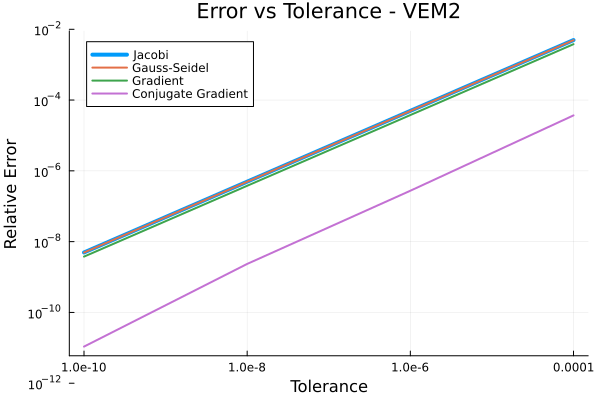 Error vs Tolerance - VEM2
Jacobi
Gauss-Seidel
Gradient
Conjugate Gradient
Relative Error
10⁻²
10⁻⁴
10⁻⁶
10⁻⁸
10⁻¹⁰
10⁻¹²
1.0e-10 1.0e-8 1.0e-6 0.0001
Tolerance